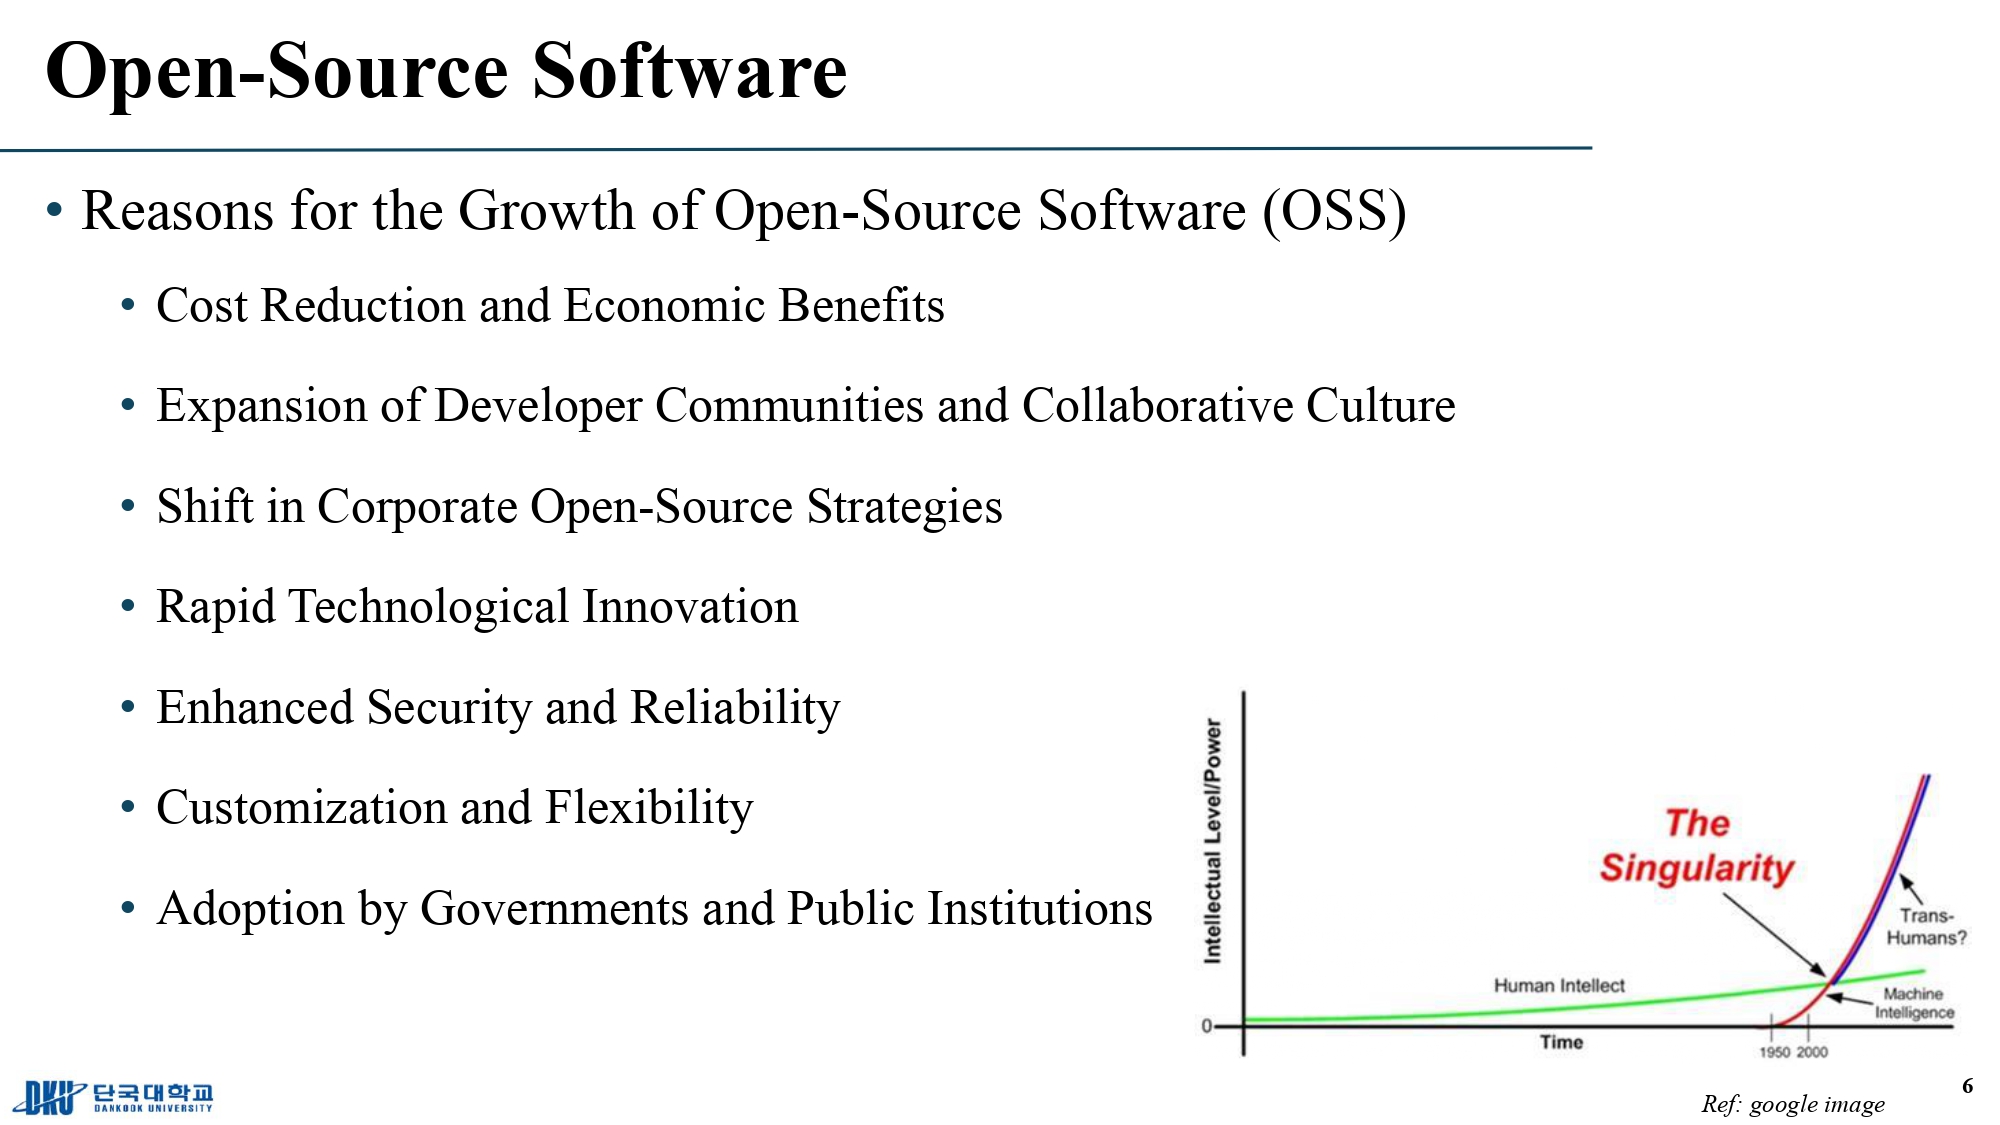 Open-Source Software
• Reasons for the Growth of Open-Source Software (OSS)
• Cost Reduction and Economic Benefits
• Expansion of Developer Communities and Collaborative Culture
• Shift in Corporate Open-Source Strategies
• Rapid Technological Innovation
• Enhanced Security and Reliability
• Customization and Flexibility
• Adoption by Governments and Public Institutions
Intellectual Level/Power
The
Singularity
Trans-
Humans?
Human Intellect
Machine
Intelligence
0
Time
1950 2000
DKU 단국대학교
DANKOOK UNIVERSITY
Ref: google image
6